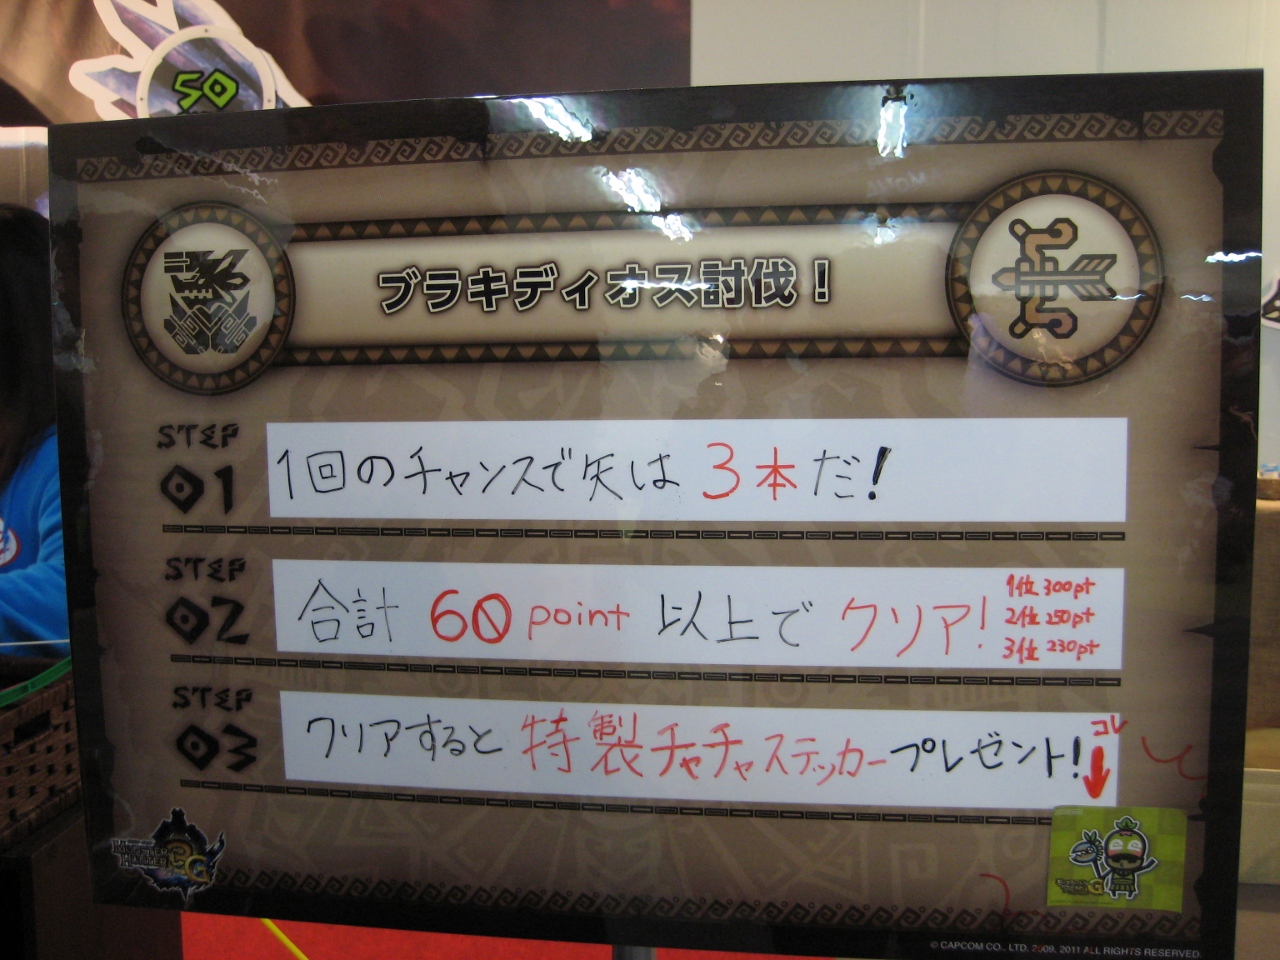 50
ブラキディオス討伐！
STEP 01
1回のチャンスで矢は3本だ!
STEP 02
合計 60 point 以上で クリア!
1位 300pt
2位 250pt
3位 230pt
STEP 03
クリアすると 特製チャチャステッカープレゼント!
コレ
MONSTER HUNTER 3G
© CAPCOM CO., LTD. 2009, 2011 ALL RIGHTS RESERVED.